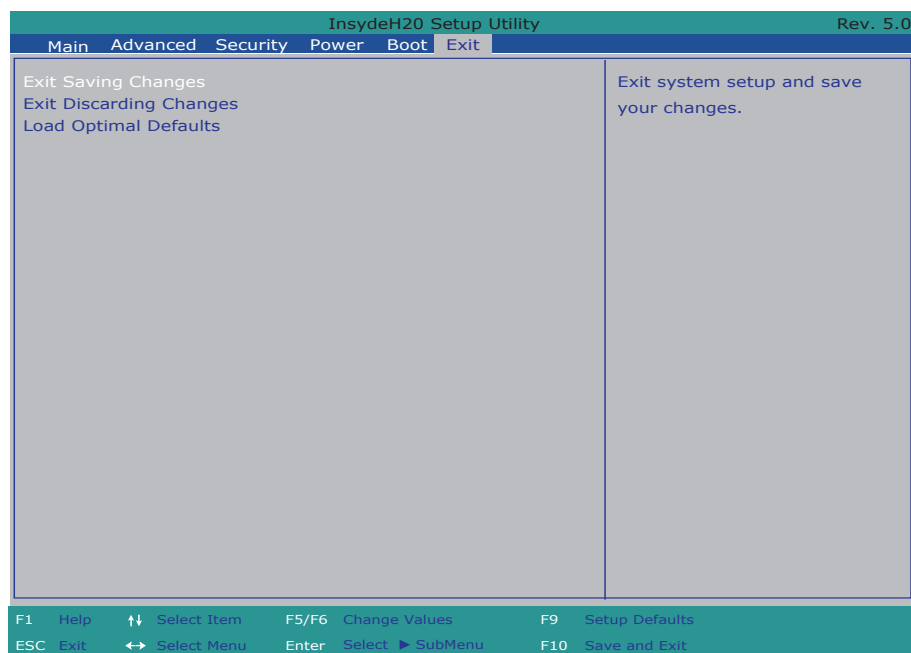 InsydeH20 Setup Utility Rev. 5.0
Main Advanced Security Power Boot Exit
Exit Saving Changes
Exit Discarding Changes
Load Optimal Defaults
Exit system setup and save
your changes.
F1 Help ↑↓ Select Item F5/F6 Change Values F9 Setup Defaults
ESC Exit ↔ Select Menu Enter Select ▶ SubMenu F10 Save and Exit